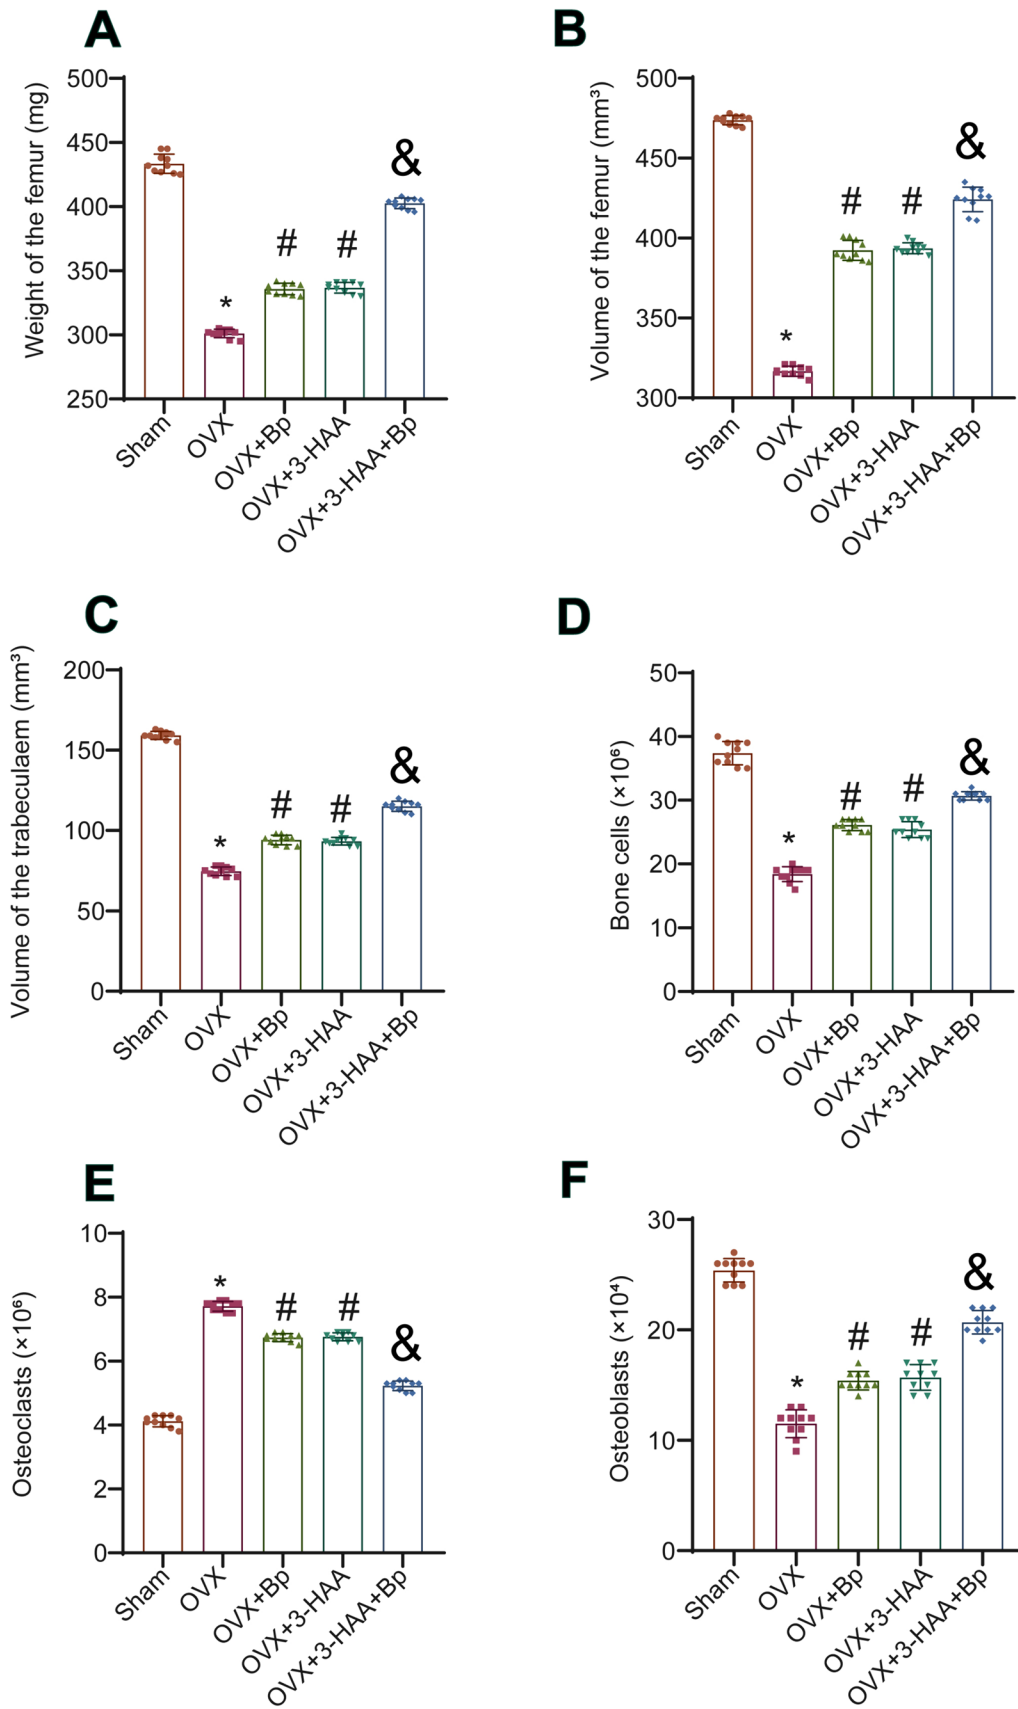 A
Weight of the femur (mg)
500
450
400
350
300
250
*
#
#
&
Sham
OVX
OVX+Bp
OVX+3-HAA
OVX+3-HAA+Bp
B
Volume of the femur (mm³)
500
450
400
350
300
*
#
#
&
Sham
OVX
OVX+Bp
OVX+3-HAA
OVX+3-HAA+Bp
C
Volume of the trabeculaem (mm³)
200
150
100
50
0
*
#
#
&
Sham
OVX
OVX+Bp
OVX+3-HAA
OVX+3-HAA+Bp
D
Bone cells (×10⁶)
50
40
30
20
10
0
*
#
#
&
Sham
OVX
OVX+Bp
OVX+3-HAA
OVX+3-HAA+Bp
E
Osteoclasts (×10⁶)
10
8
6
4
2
0
*
#
#
&
Sham
OVX
OVX+Bp
OVX+3-HAA
OVX+3-HAA+Bp
F
Osteoblasts (×10⁴)
30
20
10
0
*
#
#
&
Sham
OVX
OVX+Bp
OVX+3-HAA
OVX+3-HAA+Bp